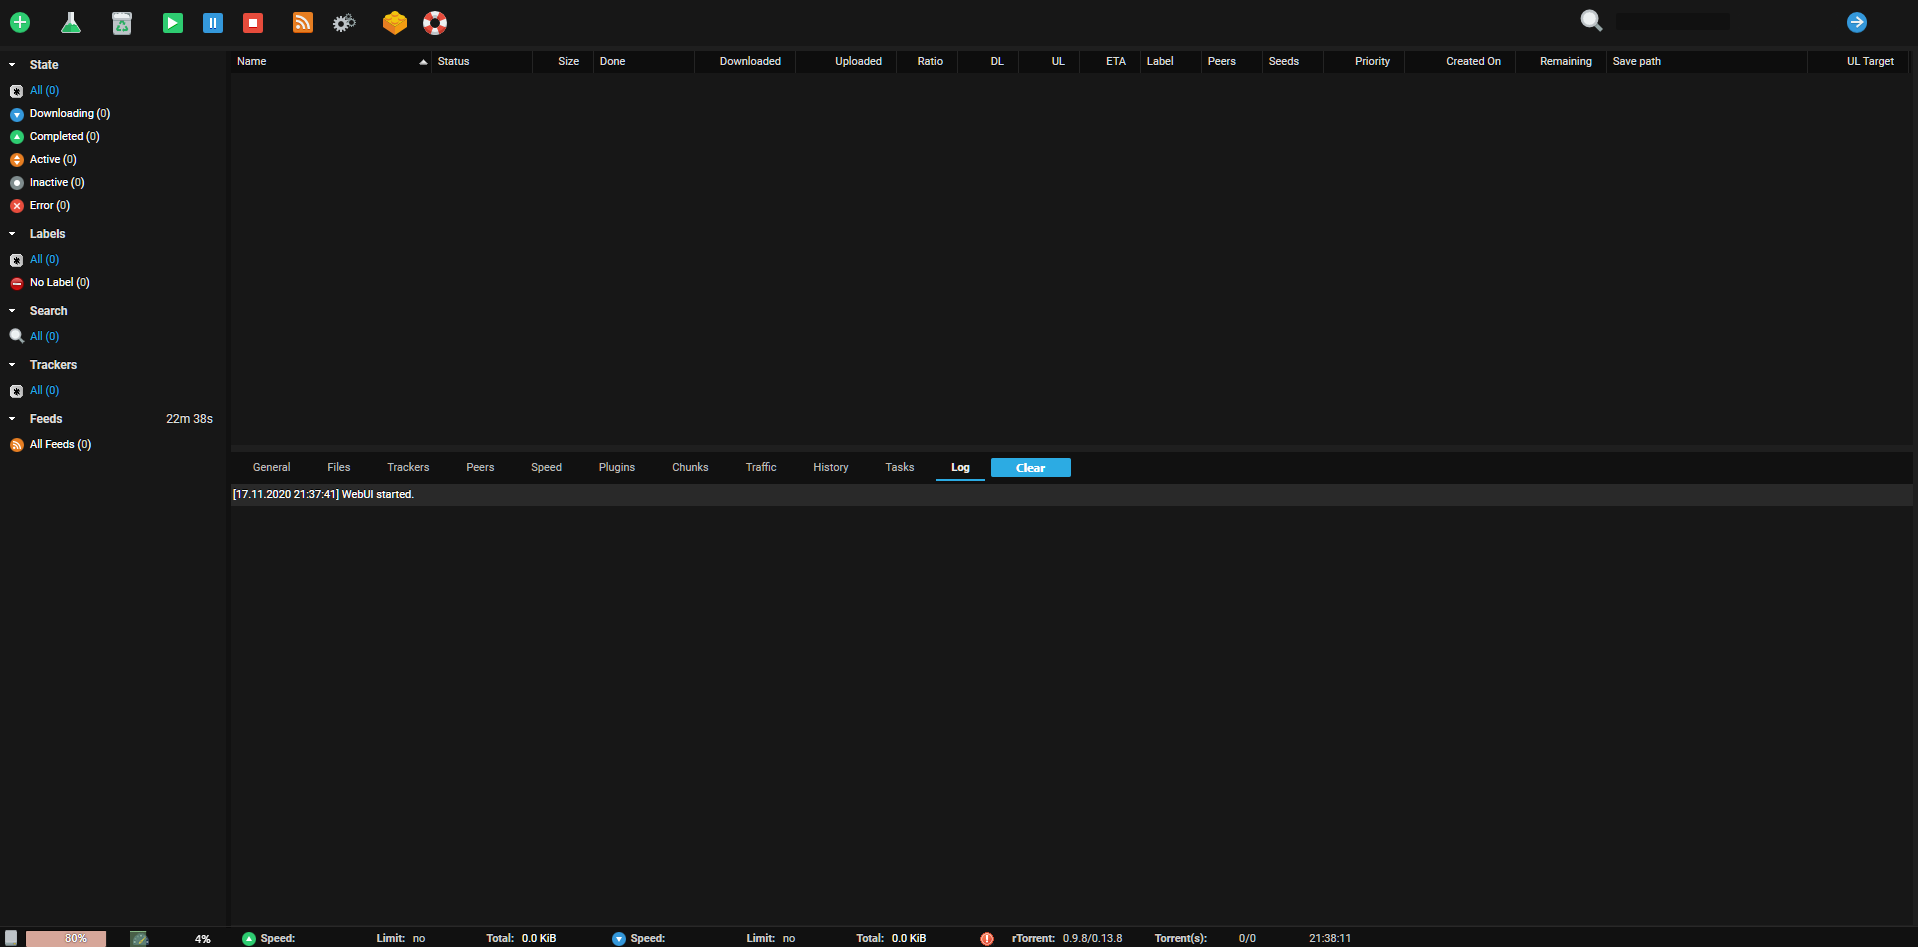 State
All (0)
Downloading (0)
Completed (0)
Active (0)
Inactive (0)
Error (0)
Labels
All (0)
No Label (0)
Search
All (0)
Trackers
All (0)
Feeds 22m 38s
All Feeds (0)
Name Status Size Done Downloaded Uploaded Ratio DL UL ETA Label Peers Seeds Priority Created On Remaining Save path UL Target
General Files Trackers Peers Speed Plugins Chunks Traffic History Tasks Log Clear
[17.11.2020 21:37:41] WebUI started.
80% 4% Speed: Limit: no Total: 0.0 KiB Speed: Limit: no Total: 0.0 KiB rTorrent: 0.9.8/0.13.8 Torrent(s): 0/0 21:38:11